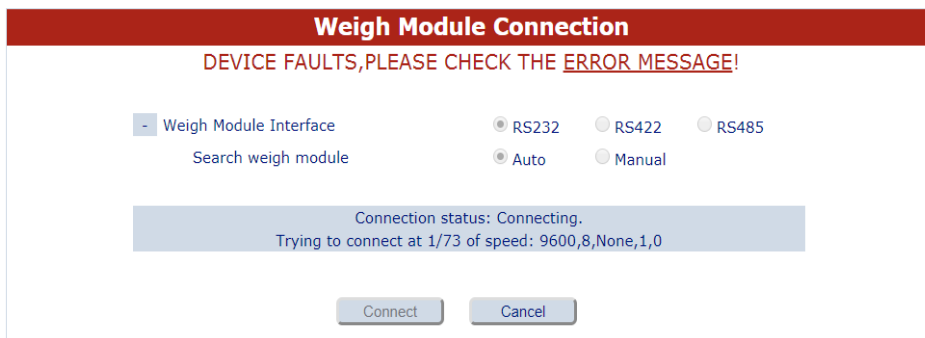 Weigh Module Connection
DEVICE FAULTS,PLEASE CHECK THE ERROR MESSAGE!
- Weigh Module Interface RS232 RS422 RS485
Search weigh module Auto Manual
Connection status: Connecting.
Trying to connect at 1/73 of speed: 9600,8,None,1,0
Connect Cancel